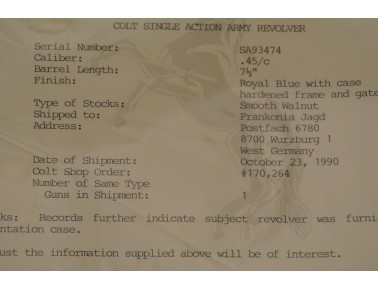 COLT SINGLE ACTION ARMY REVOLVER
Serial Number: SA93474
Caliber: .45/c
Barrel Length: 7½"
Finish: Royal Blue with case
hardened frame and gate
Type of Stocks: Smooth Walnut
Shipped to: Frankonia Jagd
Address: Postfach 6780
8700 Wurzburg 1
West Germany
Date of Shipment: October 23, 1990
Colt Shop Order: #170,264
Number of Same Type
Guns in Shipment: 1
ks: Records further indicate subject revolver was furni
ntation case.
ust the information supplied above will be of interest.